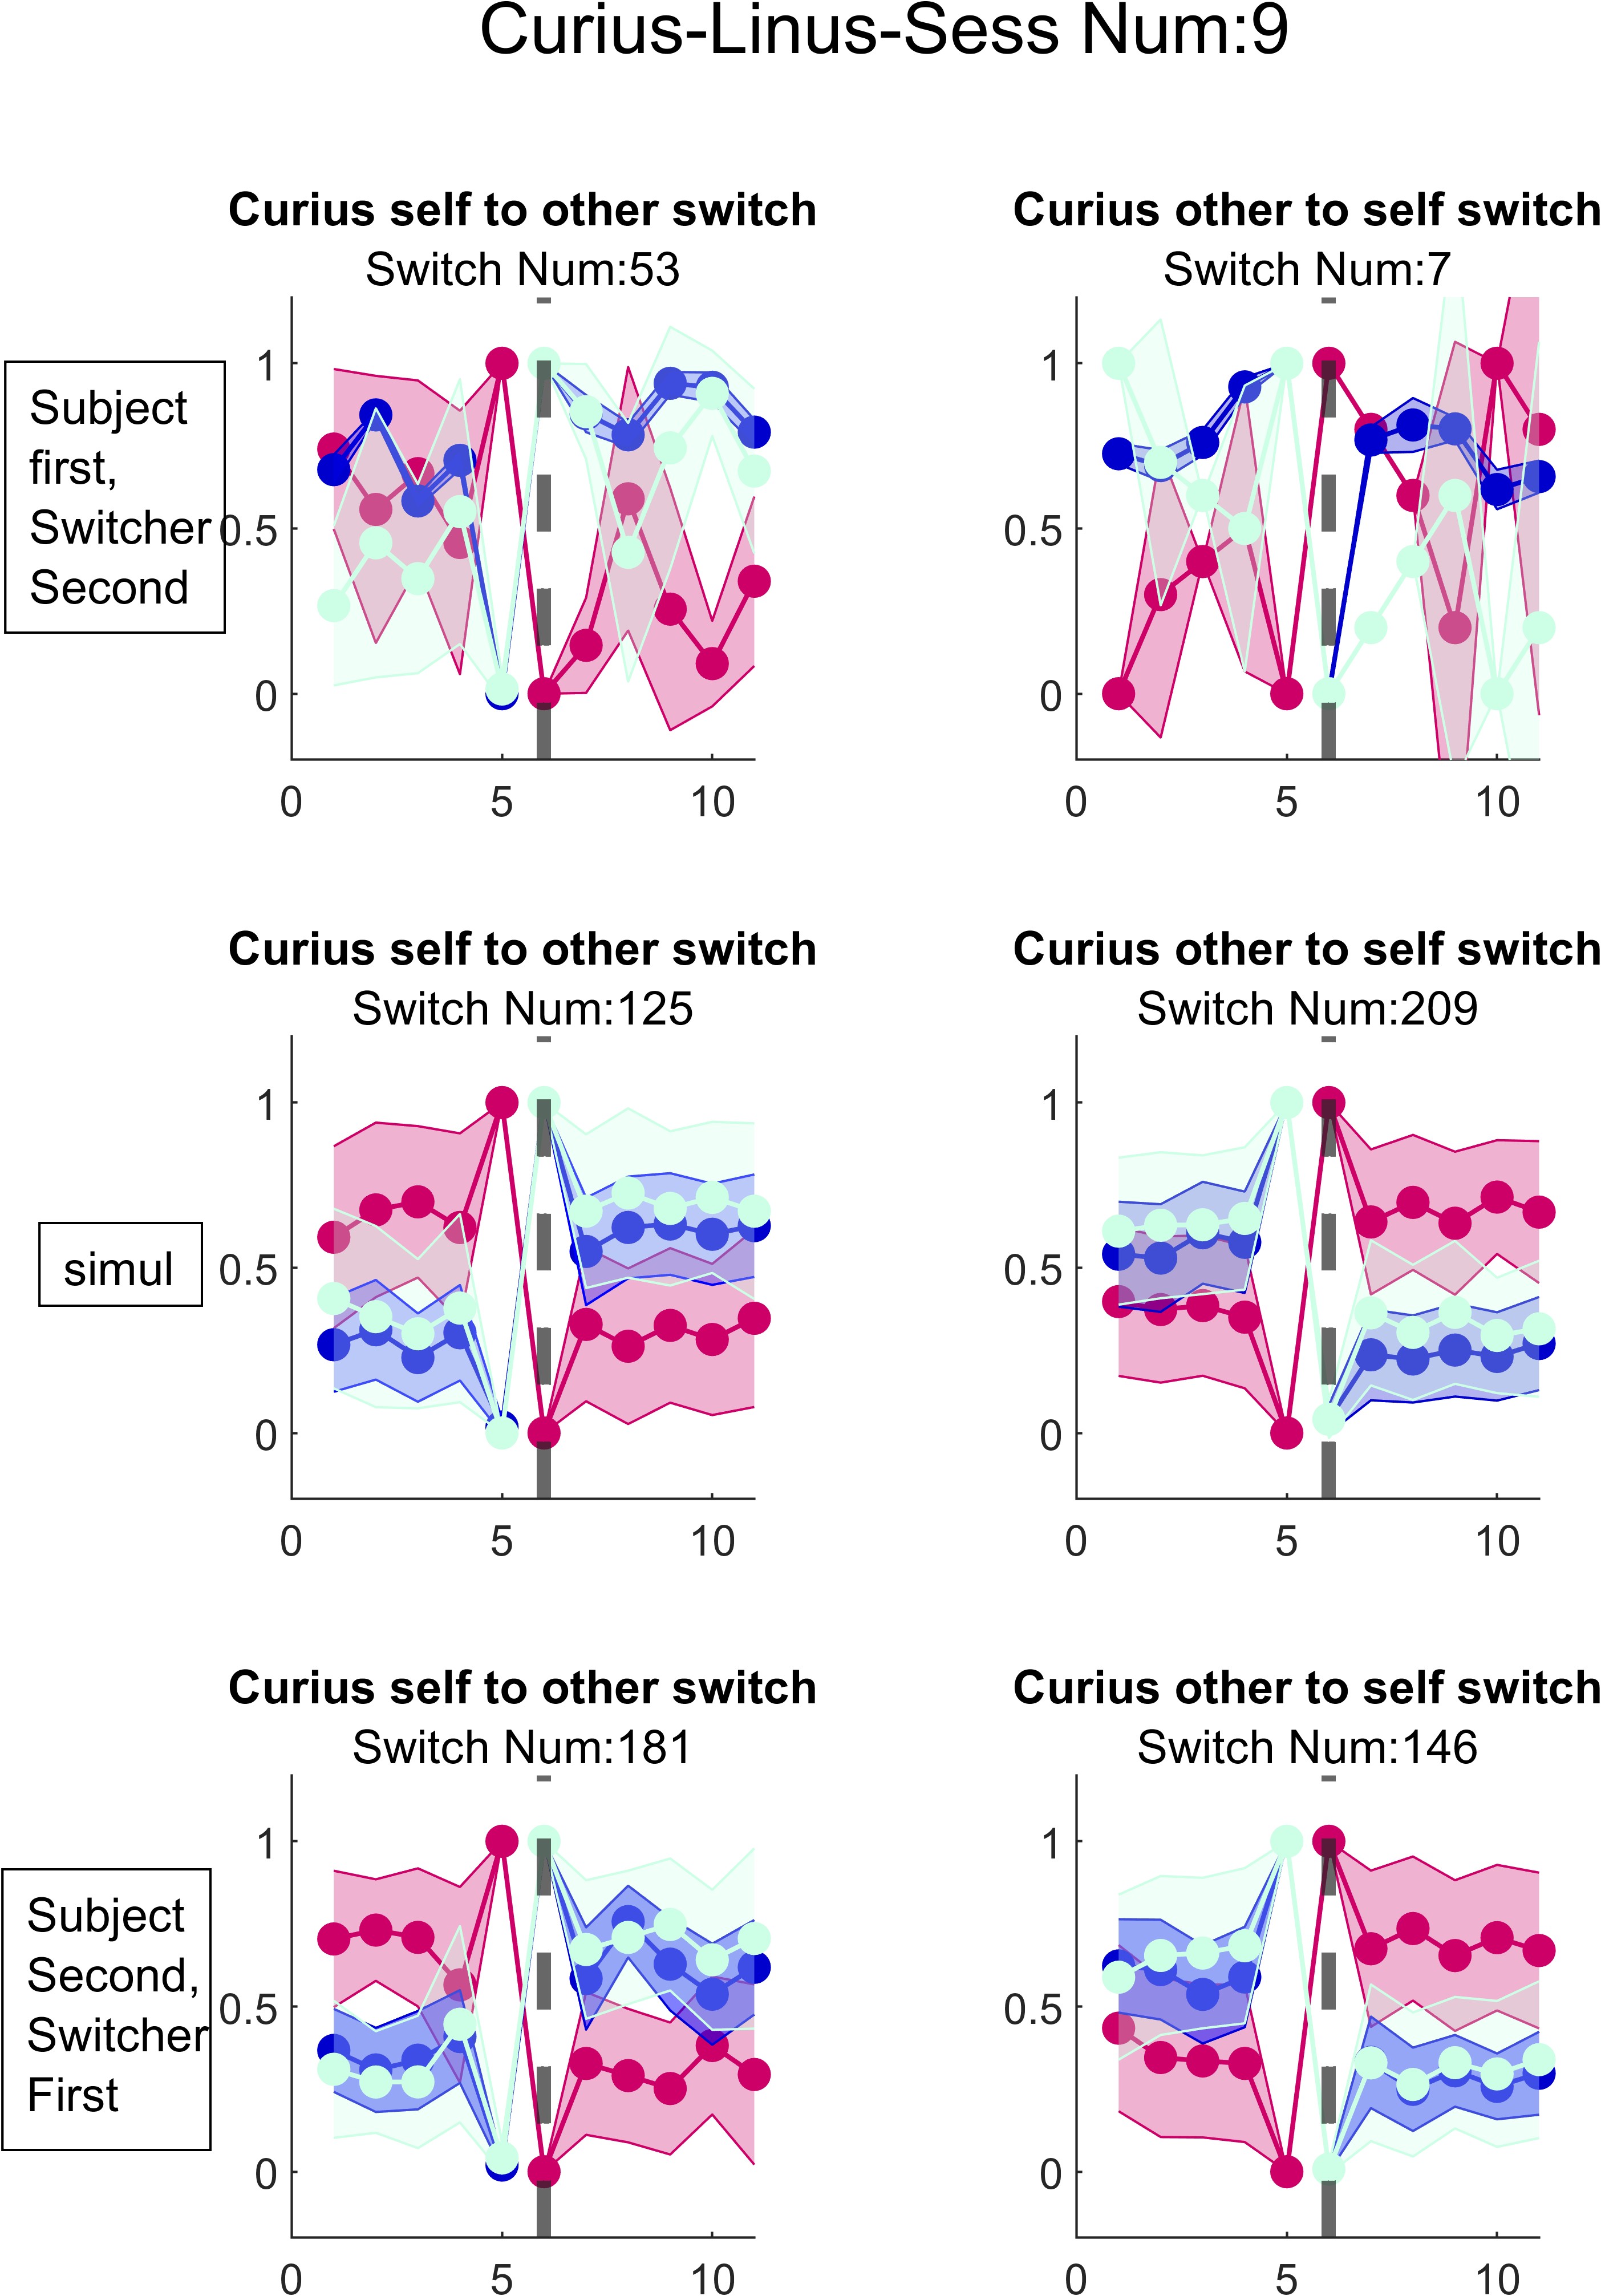 Curius-Linus-Sess Num:9
Curius self to other switch
Switch Num:53
Curius other to self switch
Switch Num:7
Subject
first,
Switcher
Second
1
0.5
0
0
5
10
1
0.5
0
0
5
10
Curius self to other switch
Switch Num:125
Curius other to self switch
Switch Num:209
simul
1
0.5
0
0
5
10
1
0.5
0
0
5
10
Curius self to other switch
Switch Num:181
Curius other to self switch
Switch Num:146
Subject
Second,
Switcher
First
1
0.5
0
0
5
10
1
0.5
0
0
5
10